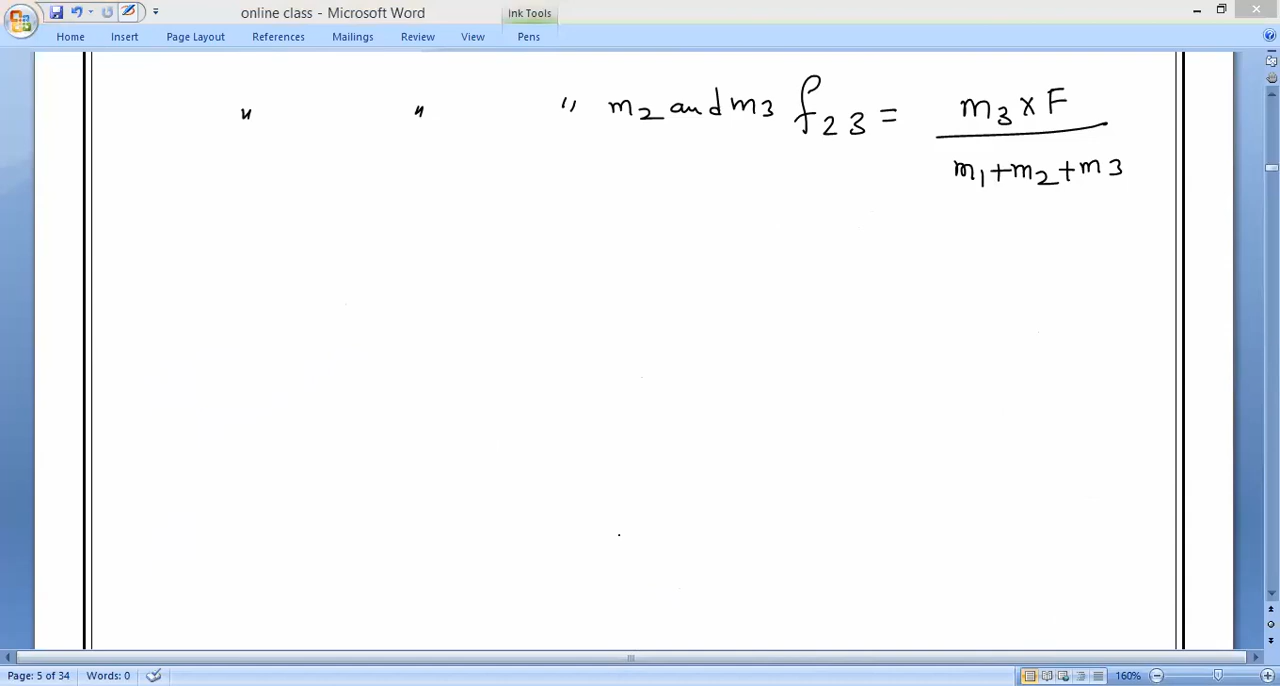 online class - Microsoft Word
Ink Tools
Home Insert Page Layout References Mailings Review View Pens
" " " m2 and m3 f23 = m3 x F
m1+m2+m3
Page: 5 of 34 Words: 0 160%